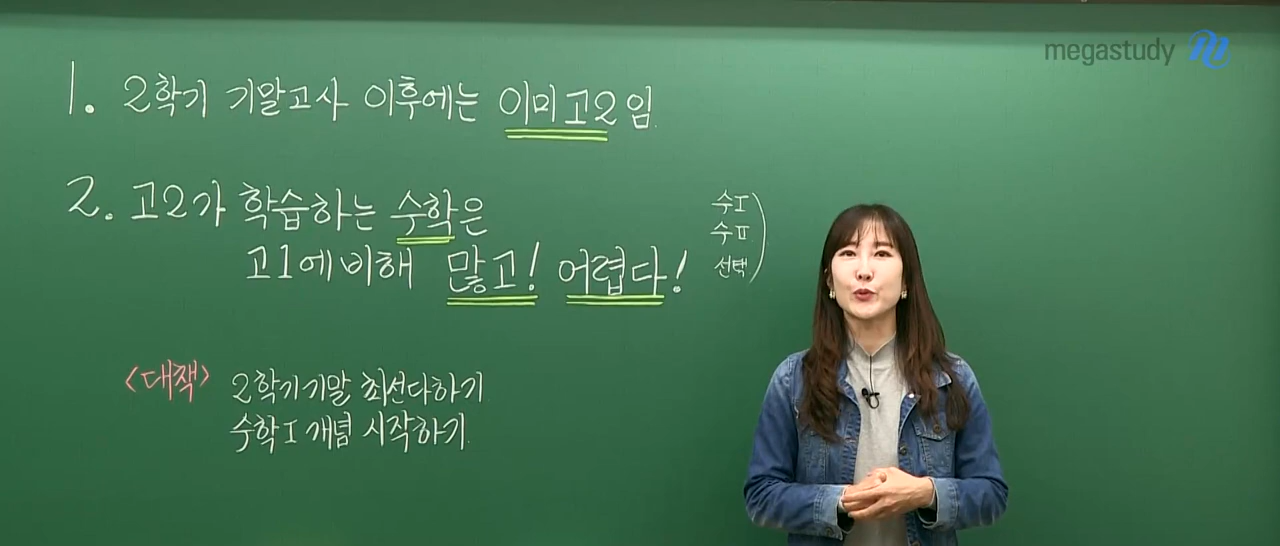 megastudy
1. 2학기 기말고사 이후에는 이미고2임.
2. 고2가 학습하는 수학은
고1에비해 많고! 어렵다!
수I
수II
선택
<대책>
2학기기말 최선다하기.
수학I 개념 시작하기.